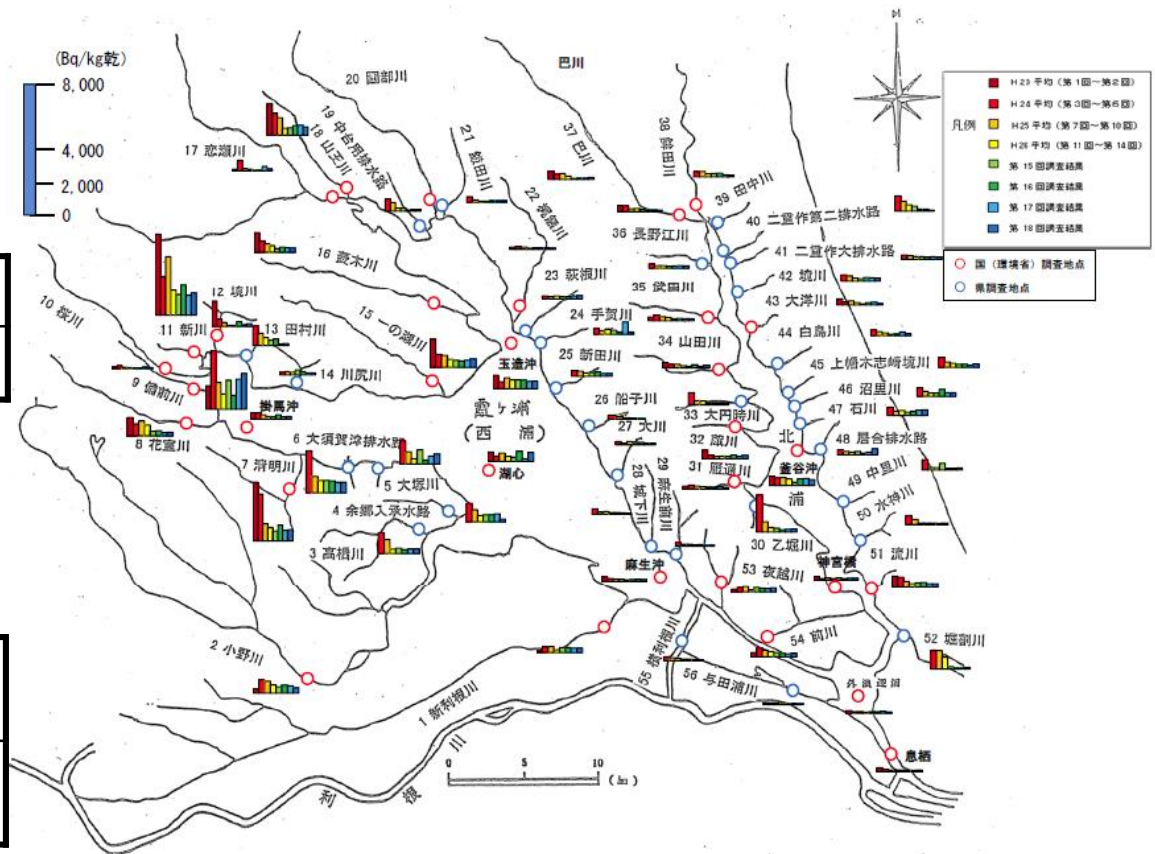 (Bq/kg乾)
8,000
4,000
2,000
0
凡例
H23 平均 (第1回～第2回)
H24 平均 (第3回～第6回)
H25 平均 (第7回～第10回)
H26 平均 (第11回～第14回)
第 15 回調査結果
第 16 回調査結果
第 17 回調査結果
第 18 回調査結果
国（環境省）調査地点
県調査地点
巴川
20 園部川
19 中台用排水路
18 山王川
17 恋瀬川
21 鎌田川
22 梶無川
37 巴川
38 鉾田川
39 田中川
40 二重作第二排水路
41 二重作大排水路
36 長野江川
42 境川
35 武田川
43 大洋川
44 白鳥川
34 山田川
45 上幡木志崎境川
46 沼里川
47 石川
33 大円時川
32 蔵川
48 居合排水路
31 雁通川
49 中里川
50 水神川
30 乙堀川
51 流川
16 菱木川
23 萩根川
24 手賀川
15 一の瀬川
25 新田川
10 桜川
12 境川
11 新川
13 田村川
14 川尻川
9 備前川
8 花室川
掛馬沖
玉造沖
霞ヶ浦
(西浦)
湖心
26 船子川
27 大川
28 城下川
29 麻生前川
6 大須賀津排水路
7 清明川
5 大塚川
4 余郷入承水路
3 高橋川
麻生沖
北
釜谷沖
浦
神宮橋
53 夜越川
54 前川
52 堀割川
55 横利根川
56 与田浦川
外浪逆浦
息栖
2 小野川
1 新利根川
利 根 川
0 5 10 (㎞)